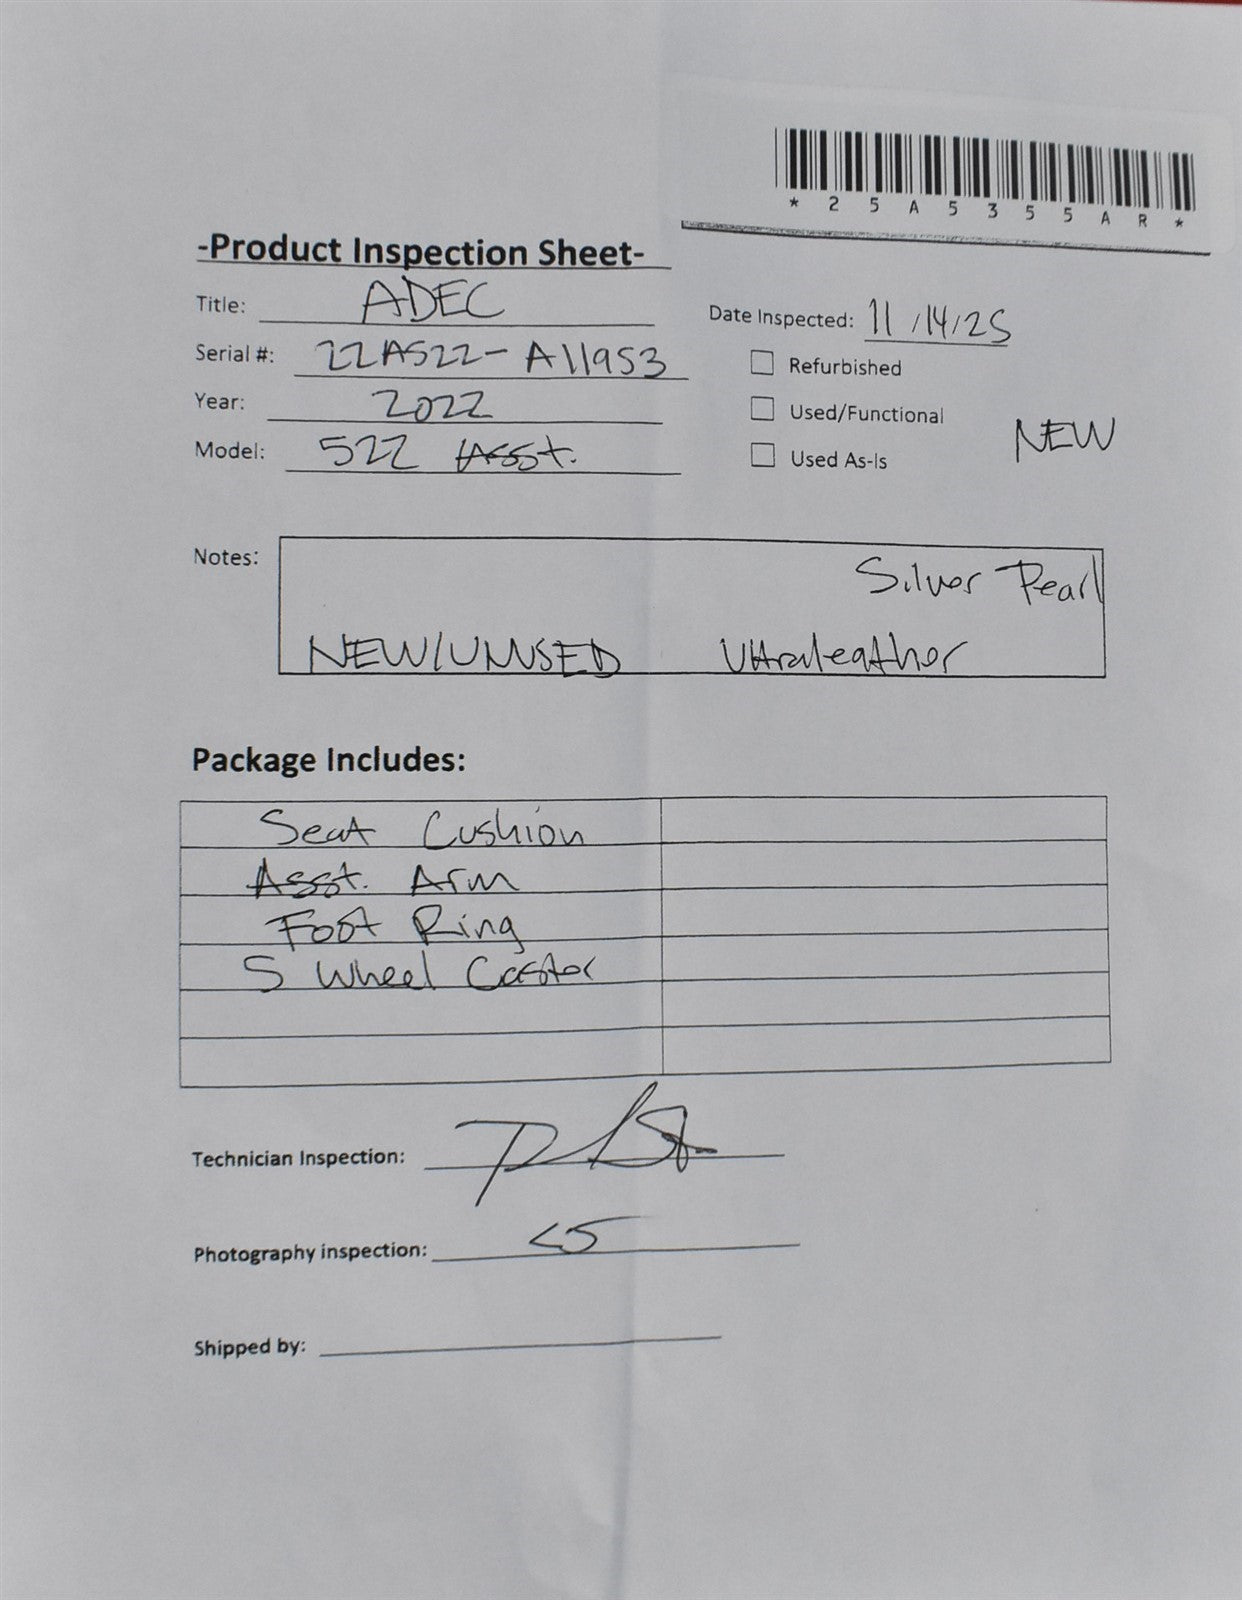 * 2 5 A 5 3 5 5 A R *
-Product Inspection Sheet-
Title: ADEC
Date Inspected: 11/14/25
Serial #: 22A522-A11953
Refurbished
Year: 2022
Used/Functional
NEW
Model: 522 Asst.
Used As-Is
Notes:
Silver Pearl
NEW/UNUSED Ultraleather
Package Includes:
Seat Cushion
Asst. Arm
Foot Ring
5 Wheel Caster
Technician Inspection:
Photography inspection:
Shipped by: